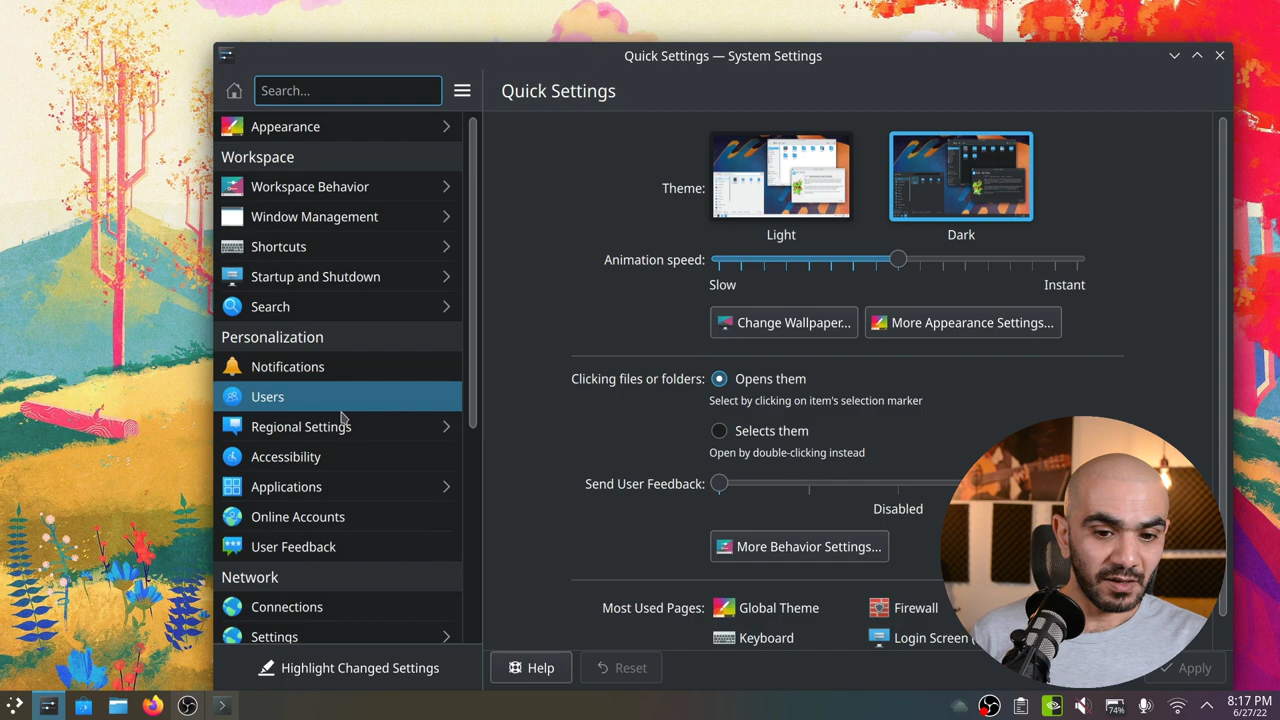 Quick Settings — System Settings
Search...
Quick Settings
Appearance
Workspace
Workspace Behavior
Window Management
Shortcuts
Startup and Shutdown
Search
Personalization
Notifications
Users
Regional Settings
Accessibility
Applications
Online Accounts
User Feedback
Network
Connections
Settings
Highlight Changed Settings
Theme:
Light
Dark
Animation speed:
Slow
Instant
Change Wallpaper...
More Appearance Settings...
Clicking files or folders:
Opens them
Select by clicking on item's selection marker
Selects them
Open by double-clicking instead
Send User Feedback:
Disabled
More Behavior Settings...
Most Used Pages:
Global Theme
Firewall
Keyboard
Login Screen
Help
Reset
Apply
74%
8:17 PM
6/27/22